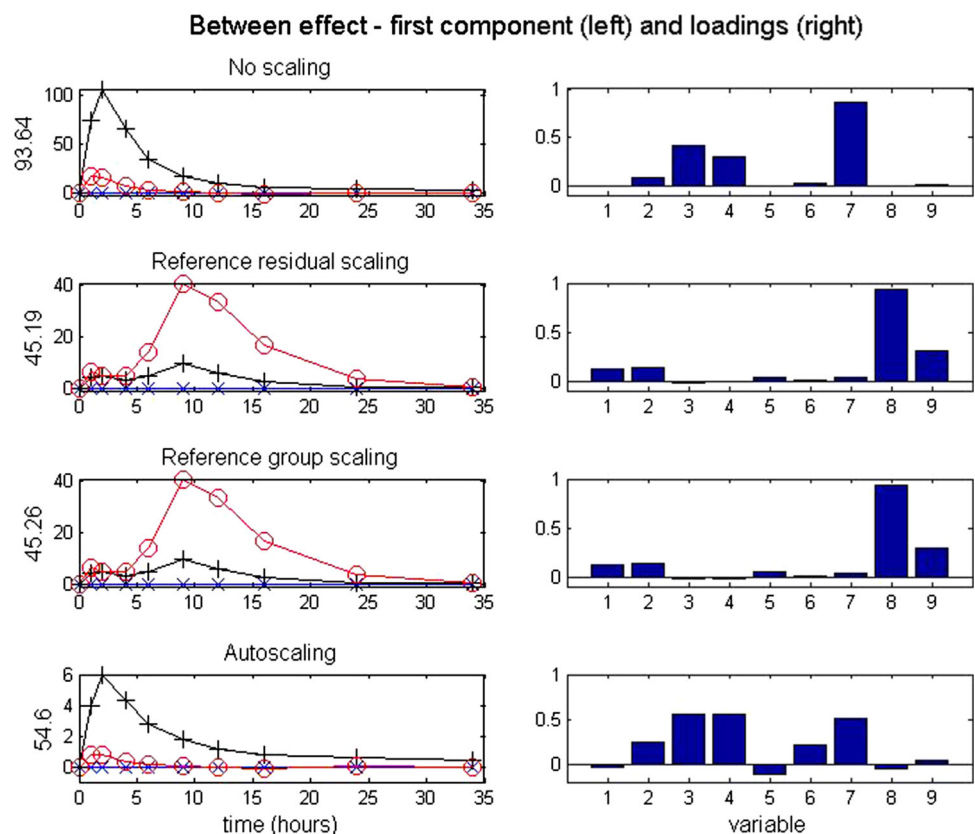 Between effect - first component (left) and loadings (right)
No scaling
93.64
100
50
0
0 5 10 15 20 25 30 35
1
0.5
0
1 2 3 4 5 6 7 8 9
Reference residual scaling
45.19
40
20
0
0 5 10 15 20 25 30 35
1
0.5
0
1 2 3 4 5 6 7 8 9
Reference group scaling
45.26
40
20
0
0 5 10 15 20 25 30 35
1
0.5
0
1 2 3 4 5 6 7 8 9
Autoscaling
54.6
6
4
2
0
0 5 10 15 20 25 30 35
time (hours)
1
0.5
0
1 2 3 4 5 6 7 8 9
variable